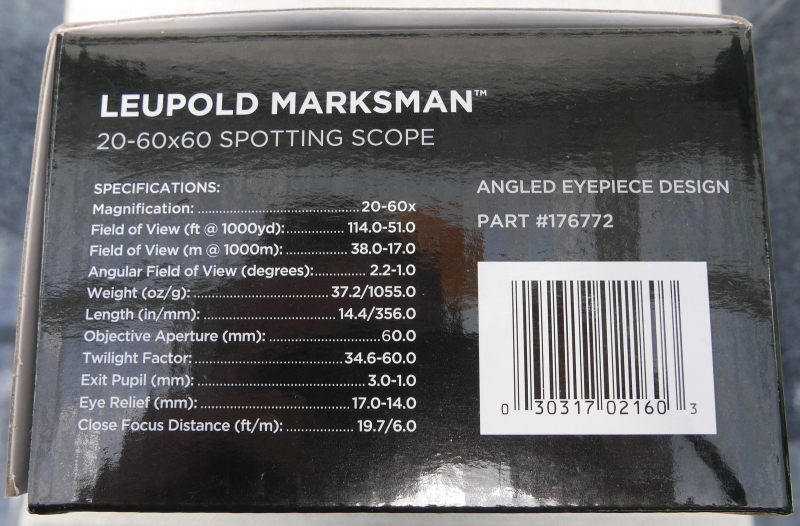 LEUPOLD MARKSMAN™
20-60x60 SPOTTING SCOPE
SPECIFICATIONS:
Magnification: 20-60x
Field of View (ft @ 1000yd): 114.0-51.0
Field of View (m @ 1000m): 38.0-17.0
Angular Field of View (degrees): 2.2-1.0
Weight (oz/g): 37.2/1055.0
Length (in/mm): 14.4/356.0
Objective Aperture (mm): 60.0
Twilight Factor: 34.6-60.0
Exit Pupil (mm): 3.0-1.0
Eye Relief (mm): 17.0-14.0
Close Focus Distance (ft/m): 19.7/6.0
ANGLED EYEPIECE DESIGN
PART #176772
0 30317 02160 3